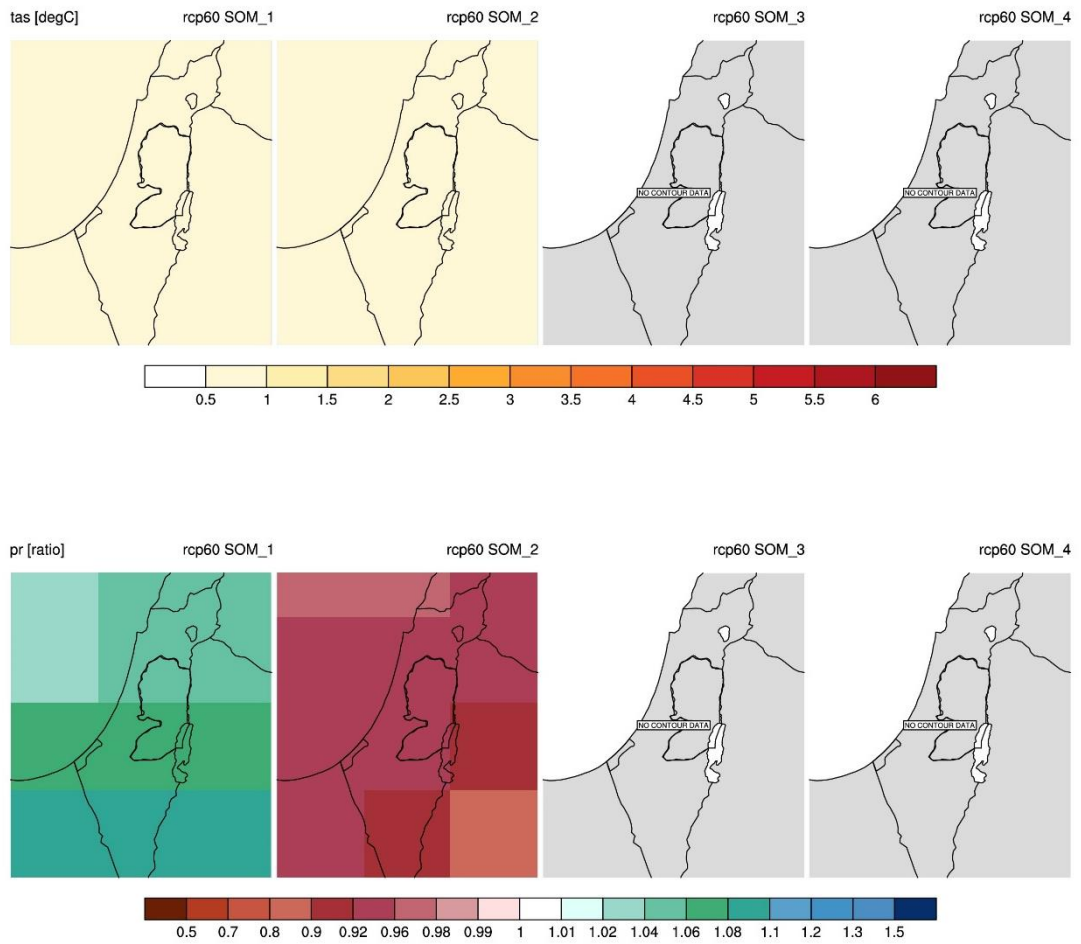 tas [degC] rcp60 SOM_1 rcp60 SOM_2 rcp60 SOM_3 rcp60 SOM_4
NO CONTOUR DATA NO CONTOUR DATA
0.5 1 1.5 2 2.5 3 3.5 4 4.5 5 5.5 6
pr [ratio] rcp60 SOM_1 rcp60 SOM_2 rcp60 SOM_3 rcp60 SOM_4
NO CONTOUR DATA NO CONTOUR DATA
0.5 0.7 0.8 0.9 0.92 0.96 0.98 0.99 1 1.01 1.02 1.04 1.06 1.08 1.1 1.2 1.3 1.5